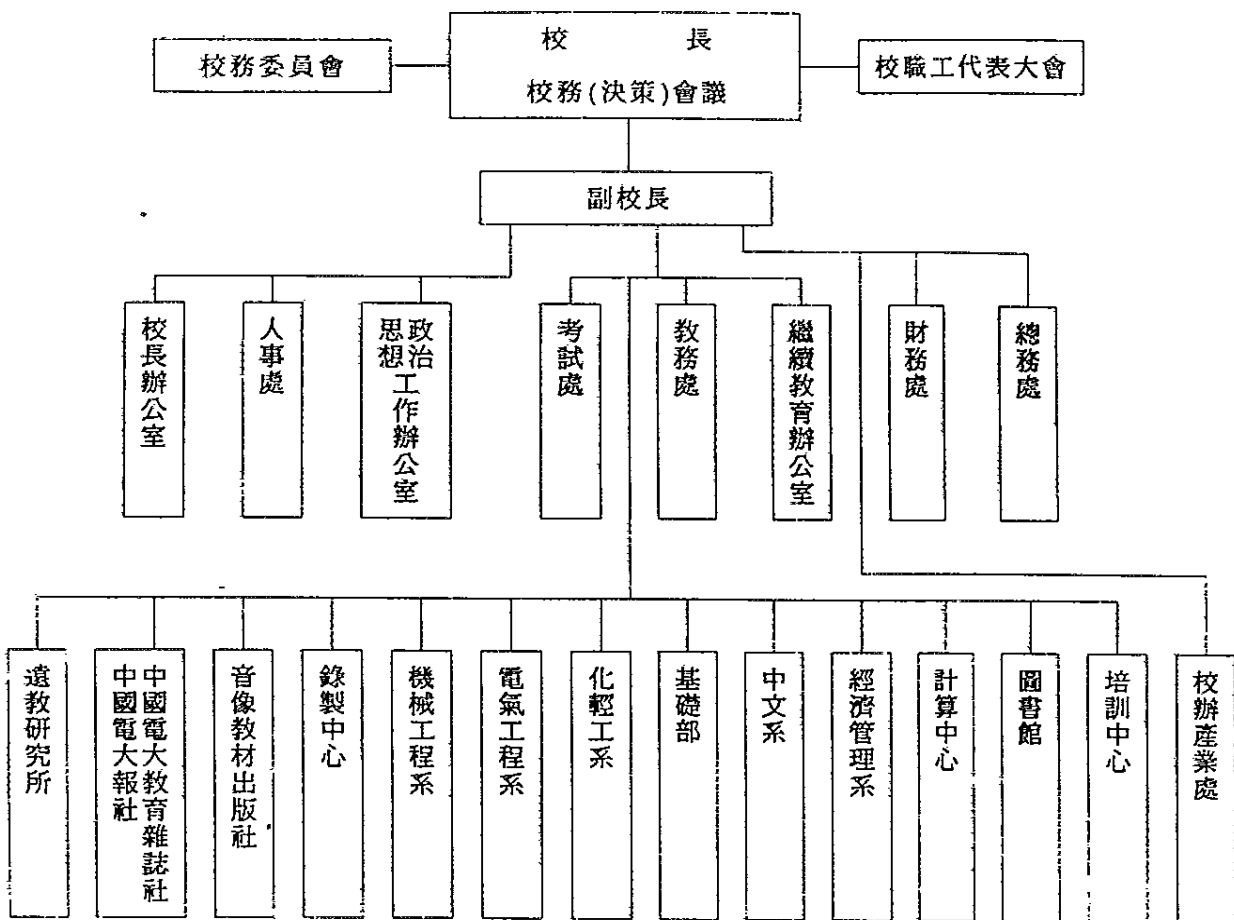 校長
校務委員會
校務(決策)會議
校職工代表大會
副校長
校長辦公室
人事處
政治思想工作辦公室
考試處
教務處
繼續教育辦公室
財務處
總務處
遠教研究所
中國電大教育雜誌社
中國電大報社
音像教材出版社
錄製中心
機械工程系
電氣工程系
化輕工系
基礎部
中文系
經濟管理系
計算中心
圖書館
培訓中心
校辦產業處